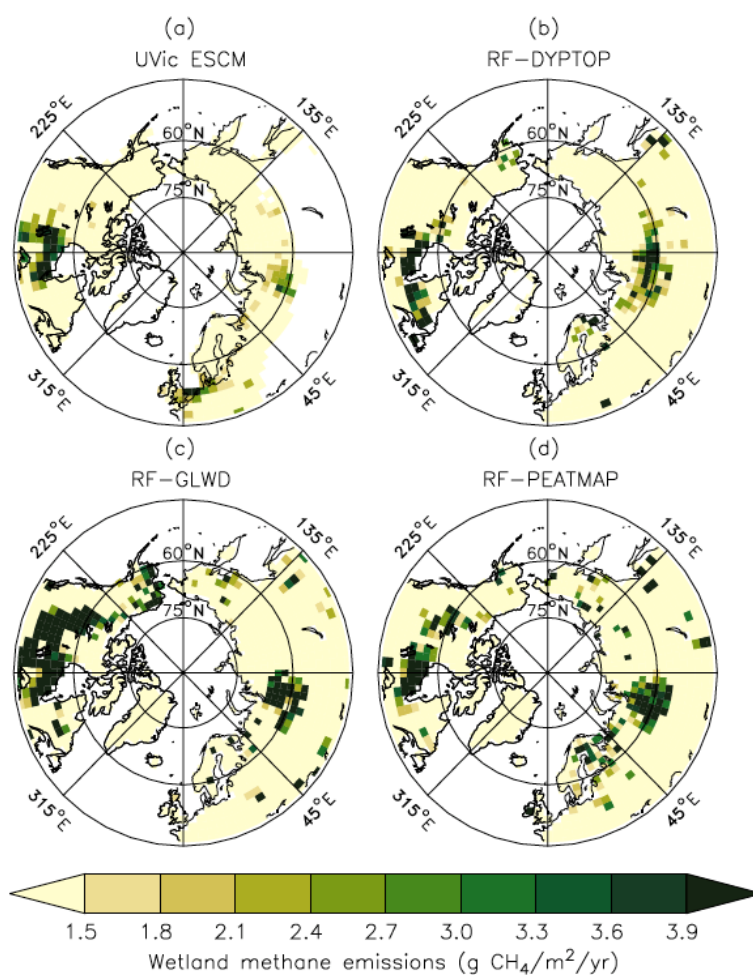 (a)
UVic ESCM
225°E
135°E
60°N
75°N
315°E
45°E
(b)
RF-DYPTOP
225°E
135°E
60°N
75°N
315°E
45°E
(c)
RF-GLWD
225°E
135°E
60°N
75°N
315°E
45°E
(d)
RF-PEATMAP
225°E
135°E
60°N
75°N
315°E
45°E
1.5 1.8 2.1 2.4 2.7 3.0 3.3 3.6 3.9
Wetland methane emissions (g CH₄/m²/yr)